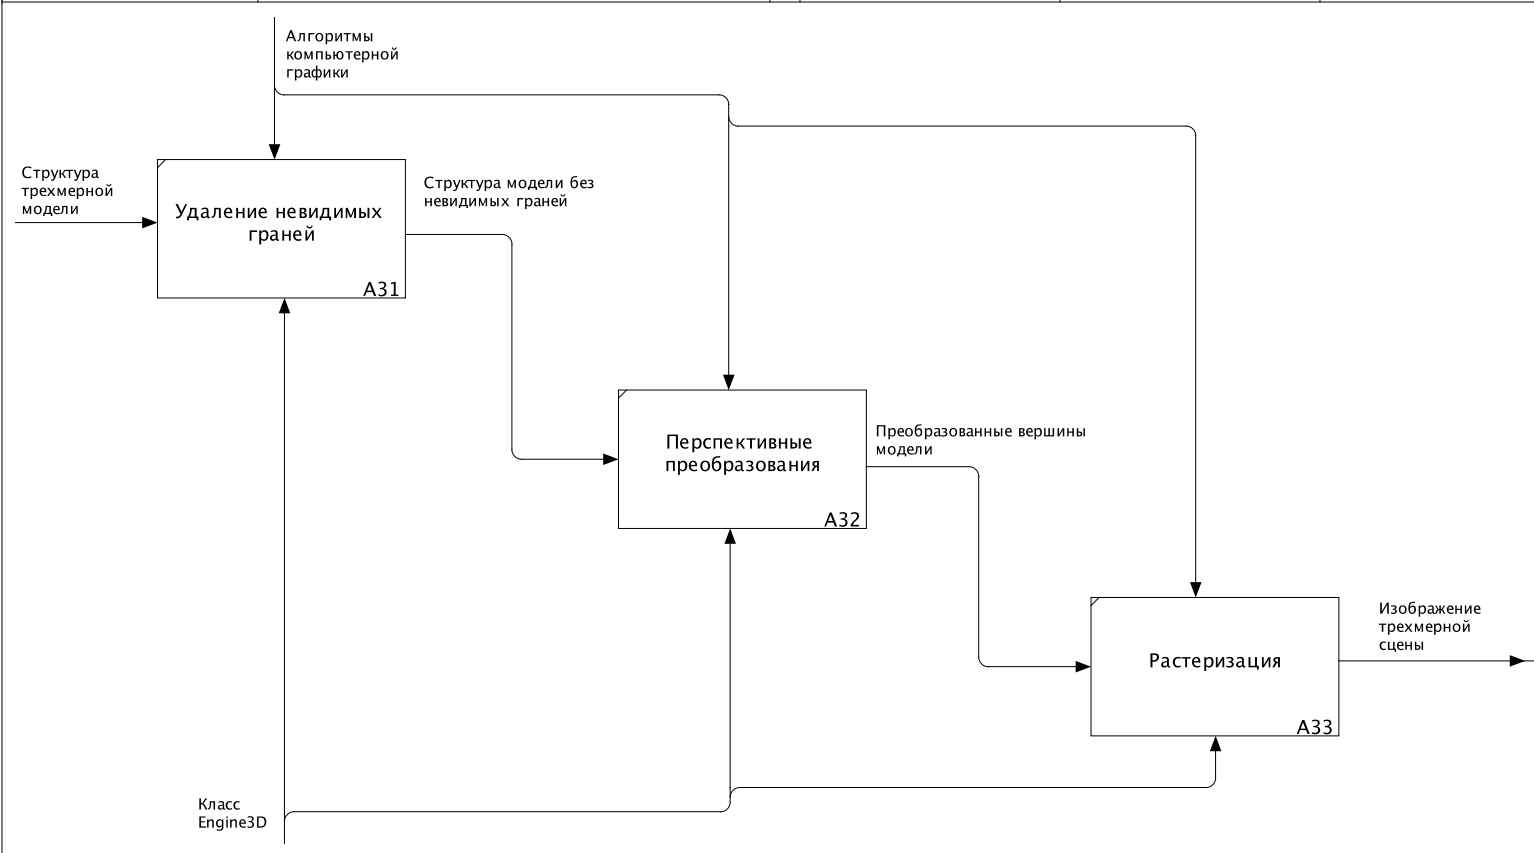 Алгоритмы
компьютерной
графики
Структура
трехмерной
модели
Удаление невидимых
граней
A31
Структура модели без
невидимых граней
Перспективные
преобразования
A32
Преобразованные вершины
модели
Растеризация
A33
Изображение
трехмерной
сцены
Класс
Engine3D